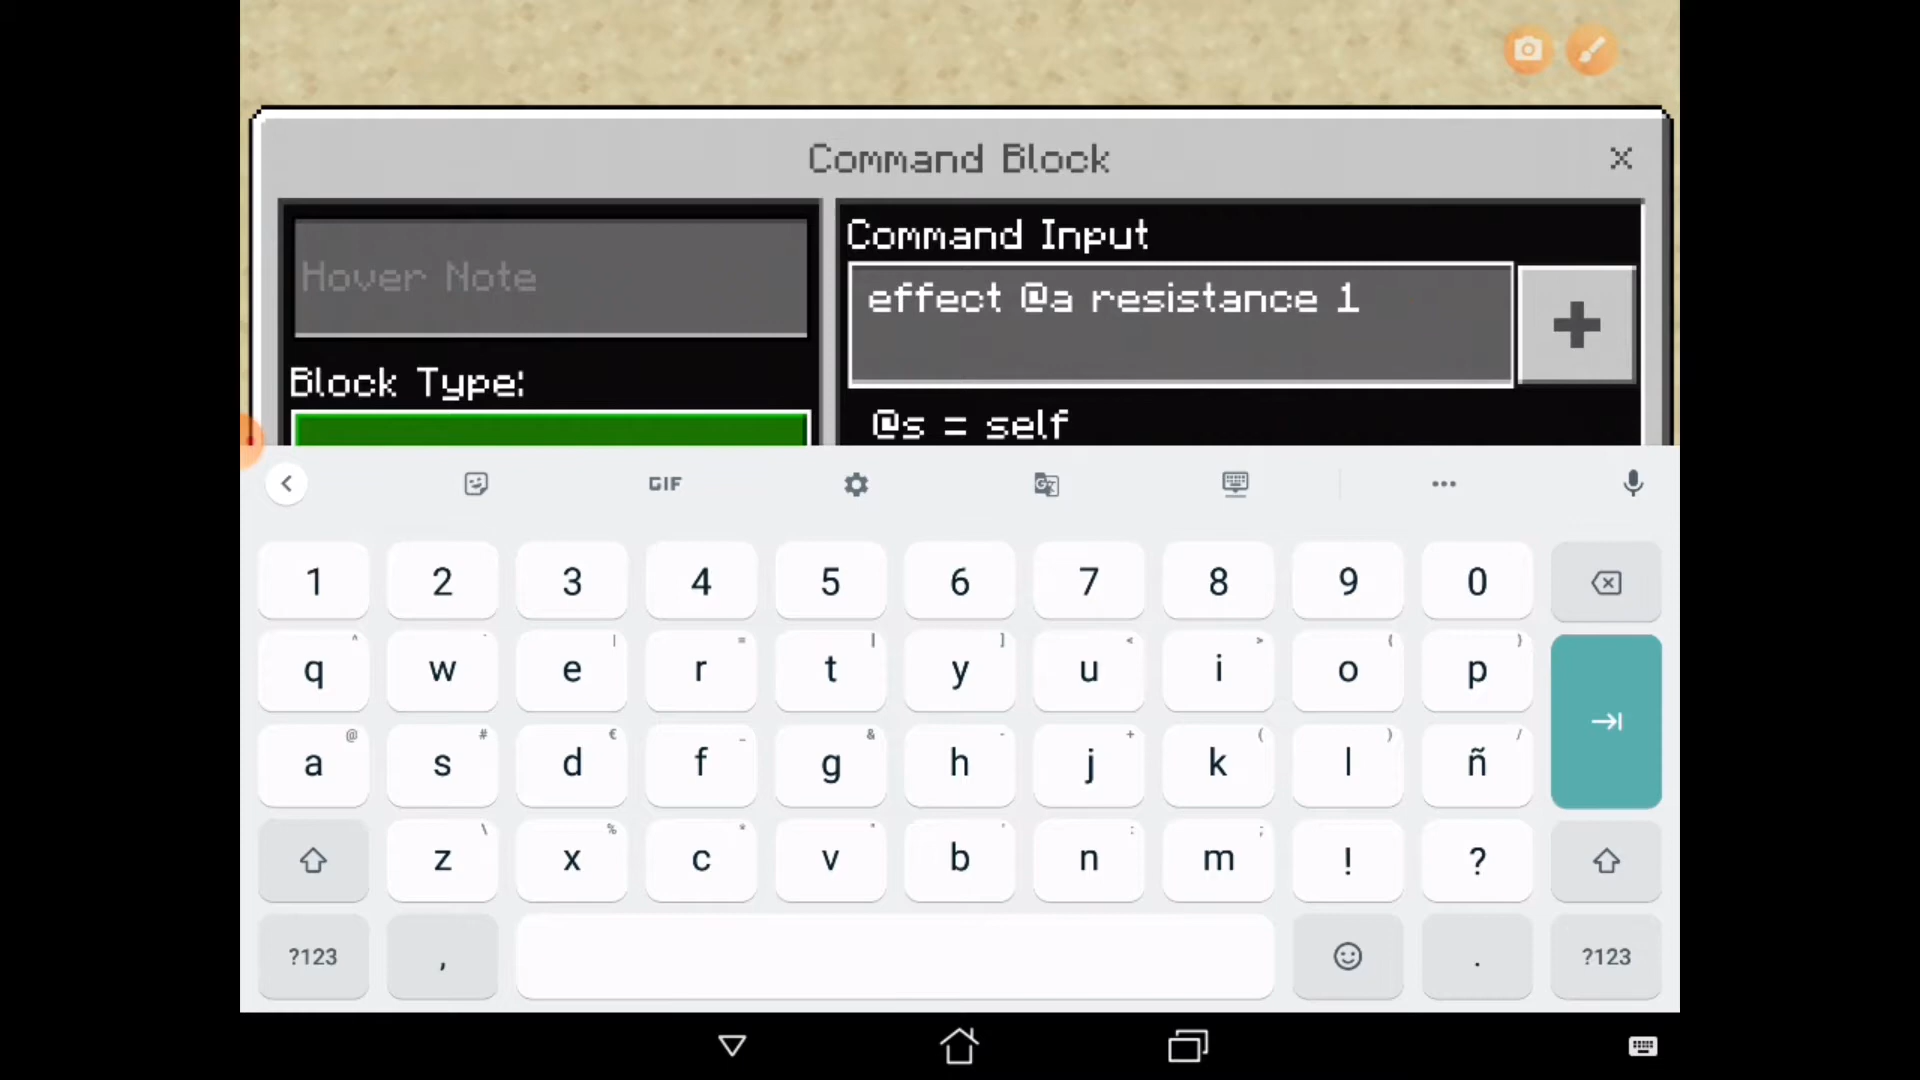 Command Block
Hover Note
Block Type:
Command Input
effect @a resistance 1
@s = self
GIF
1 2 3 4 5 6 7 8 9 0
^ ` | = [ ] < > { }
q w e r t y u i o p
@ # € _ & - + ( ) /
a s d f g h j k l ñ
\ % * " ' : ;
z x c v b n m ! ?
?123 , . ?123